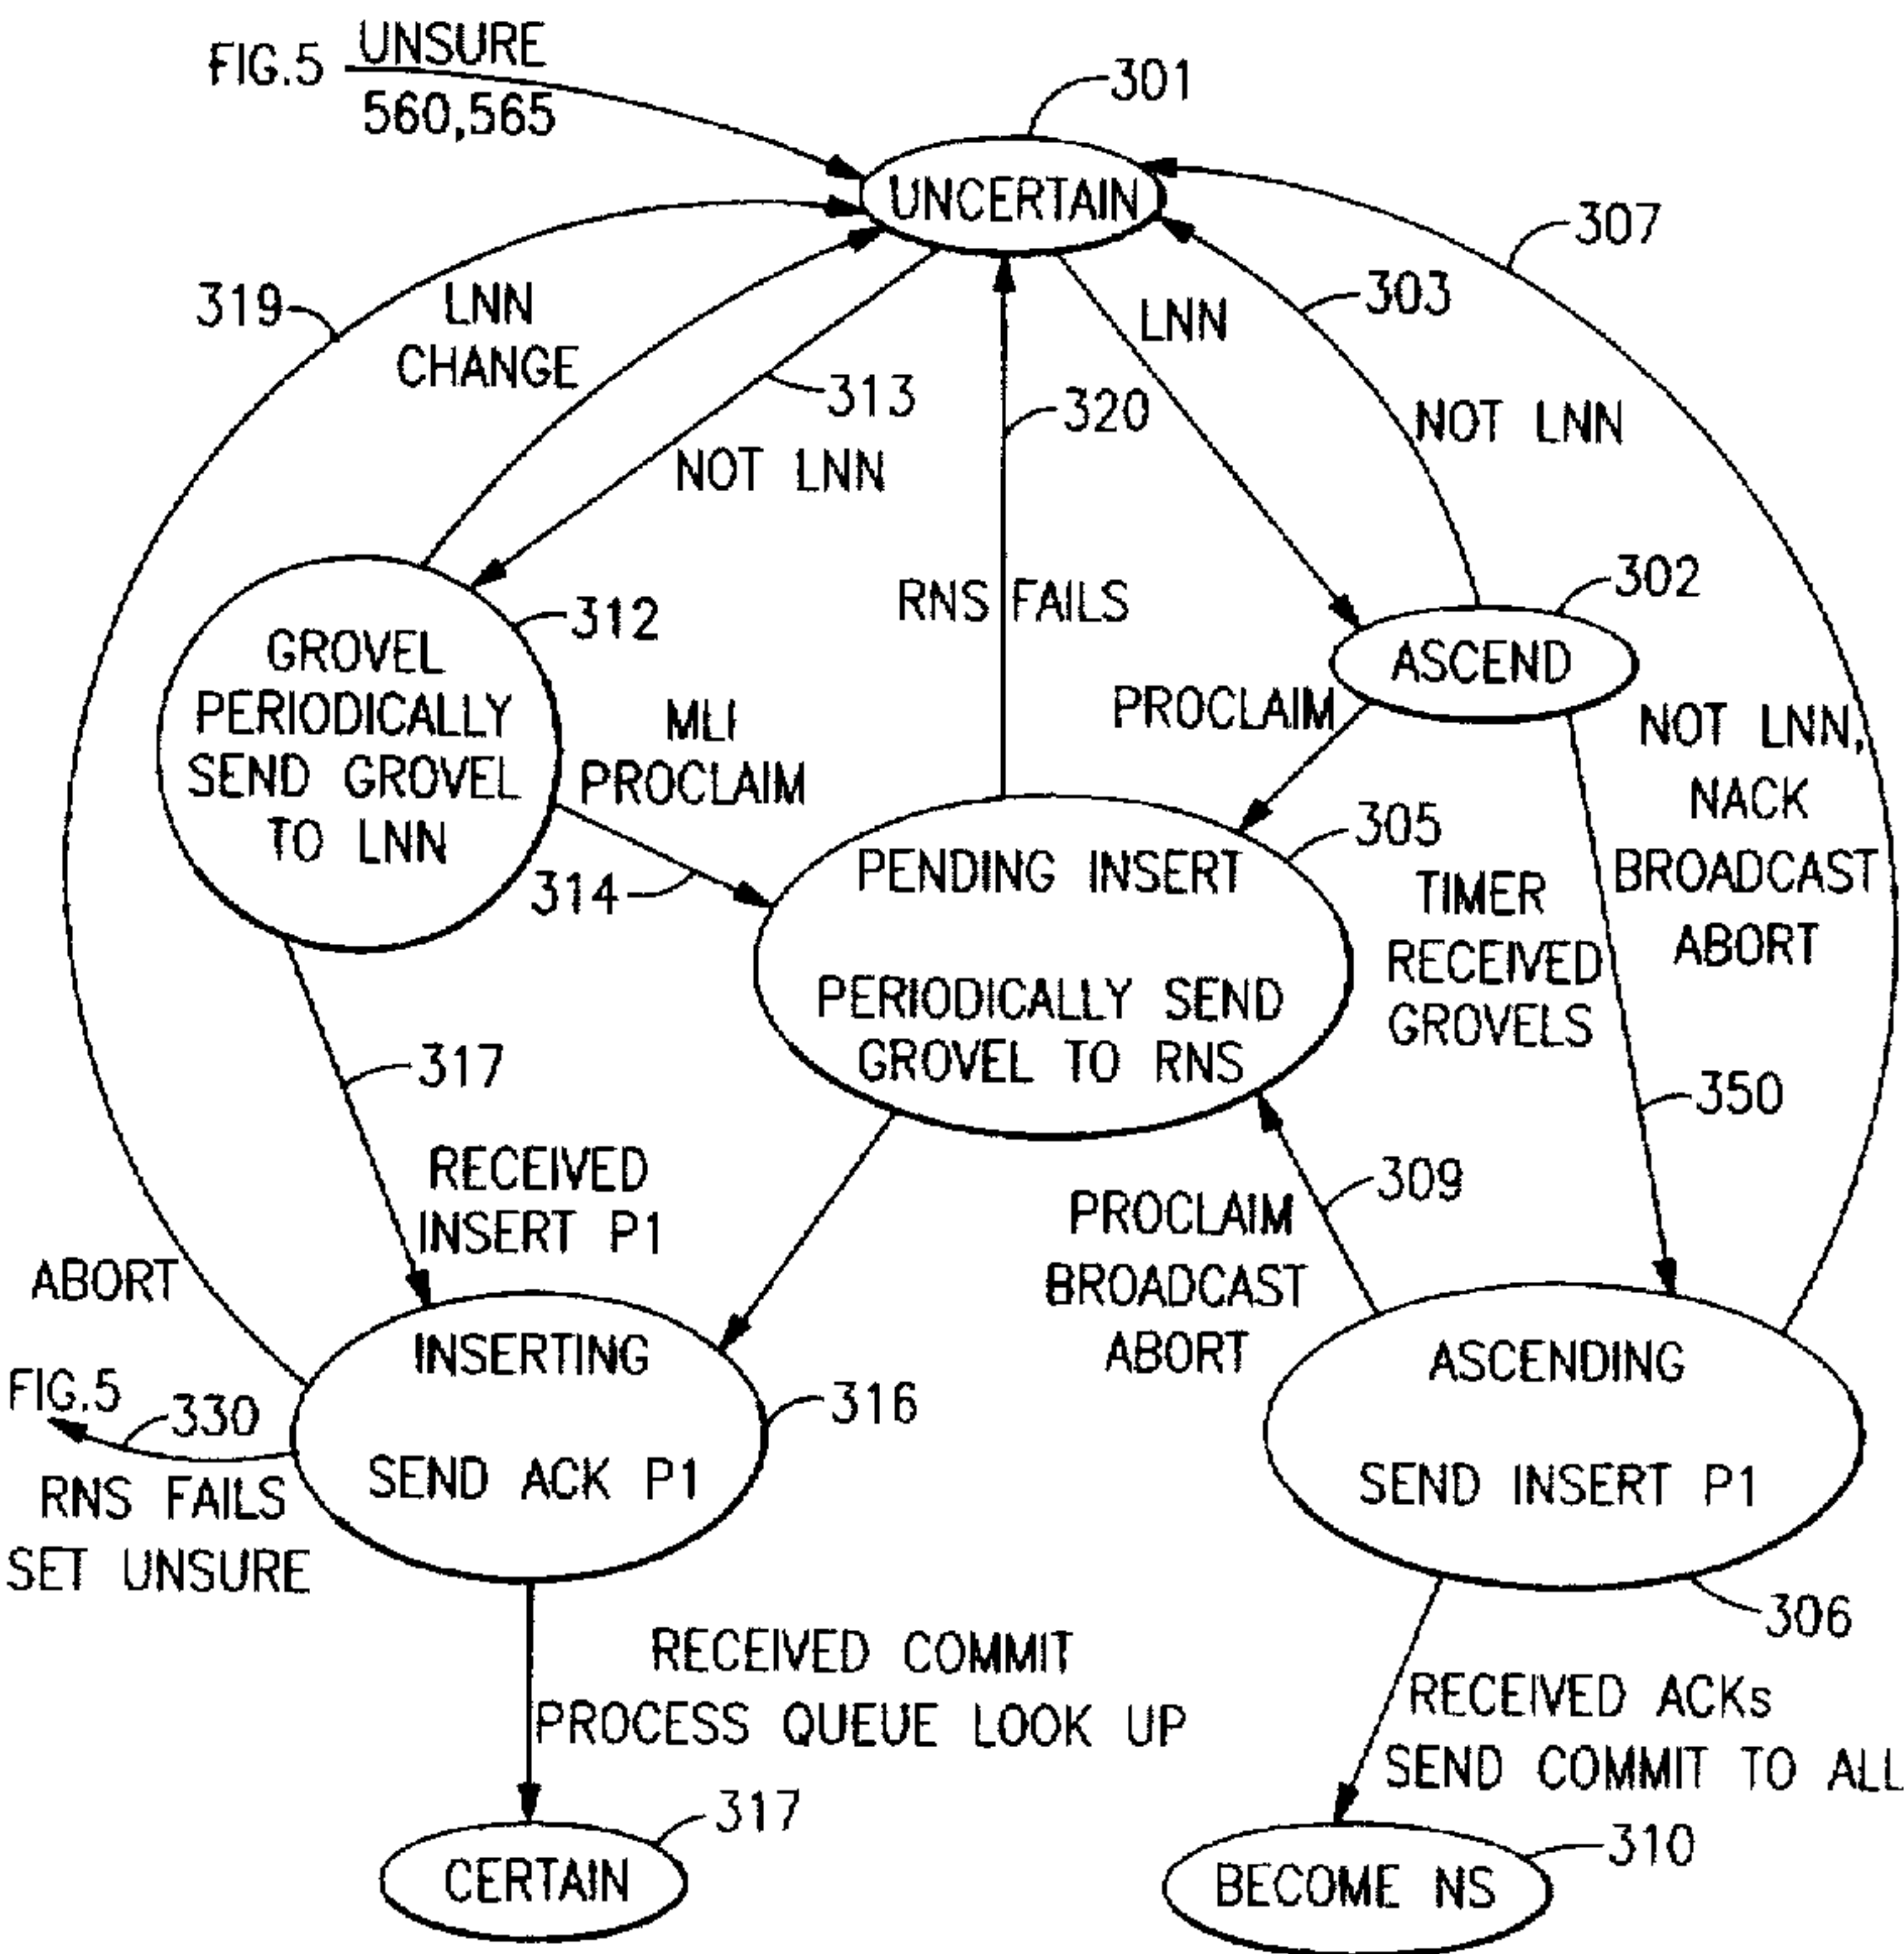 FIG.5
UNSURE
560,565
301
UNCERTAIN
307
319
LNN
CHANGE
313
NOT LNN
320
LNN
303
NOT LNN
RNS FAILS
302
ASCEND
312
GROVEL
PERIODICALLY
SEND GROVEL
TO LNN
MLI
PROCLAIM
314
PROCLAIM
305
PENDING INSERT
PERIODICALLY SEND
GROVEL TO RNS
TIMER
RECEIVED
GROVELS
NOT LNN,
NACK
BROADCAST
ABORT
350
317
RECEIVED
INSERT P1
309
PROCLAIM
BROADCAST
ABORT
ABORT
FIG.5
330
RNS FAILS
SET UNSURE
INSERTING
SEND ACK P1
316
ASCENDING
SEND INSERT P1
306
RECEIVED COMMIT
PROCESS QUEUE LOOK UP
RECEIVED ACKs
SEND COMMIT TO ALL
317
CERTAIN
310
BECOME NS